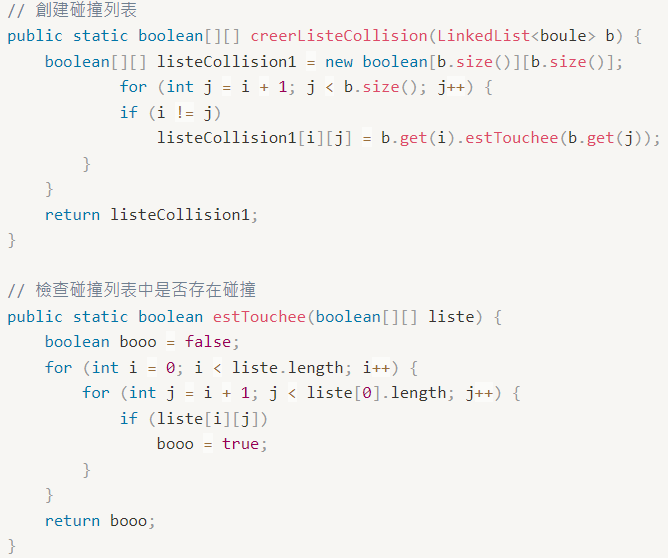 // 創建碰撞列表
public static boolean[][] creerListeCollision(LinkedList<boule> b) {
    boolean[][] listeCollision1 = new boolean[b.size()][b.size()];
            for (int j = i + 1; j < b.size(); j++) {
            if (i != j)
                listeCollision1[i][j] = b.get(i).estTouchee(b.get(j));
        }
    }
    return listeCollision1;
}

// 檢查碰撞列表中是否存在碰撞
public static boolean estTouchee(boolean[][] liste) {
    boolean booo = false;
    for (int i = 0; i < liste.length; i++) {
        for (int j = i + 1; j < liste[0].length; j++) {
            if (liste[i][j])
                booo = true;
        }
    }
    return booo;
}